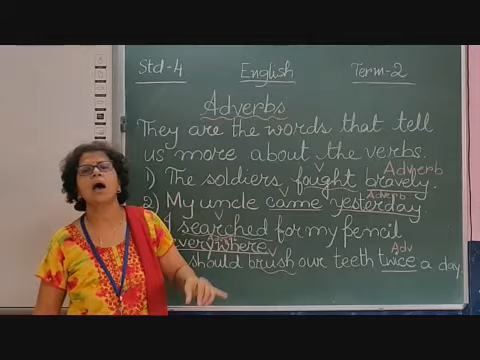 Std-4 English Term-2
Adverbs
They are the words that tell
us more about the verbs.
V Adverb
1) The soldiers fought bravely.
V Adverb
2) My uncle came yesterday.
V
I searched for my pencil
everywhere
V Adv
should brush our teeth twice a day